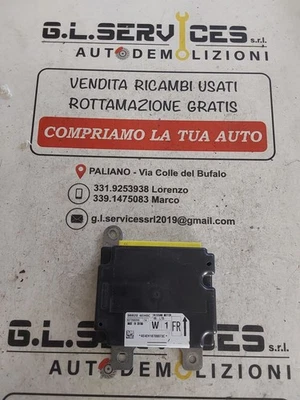 G.L.SERVICES s.r.l.
AUTODEMOLIZIONI
VENDITA RICAMBI USATI
ROTTAMAZIONE GRATIS
COMPRIAMO LA TUA AUTO
PALIANO - Via Colle del Bufalo
331.9253938 Lorenzo
339.1475083 Marco
g.l.servicessrl2019@gmail.com
W 1 FR
G.L.SERVICES s.r.l.
AUTODEMOLIZIONI